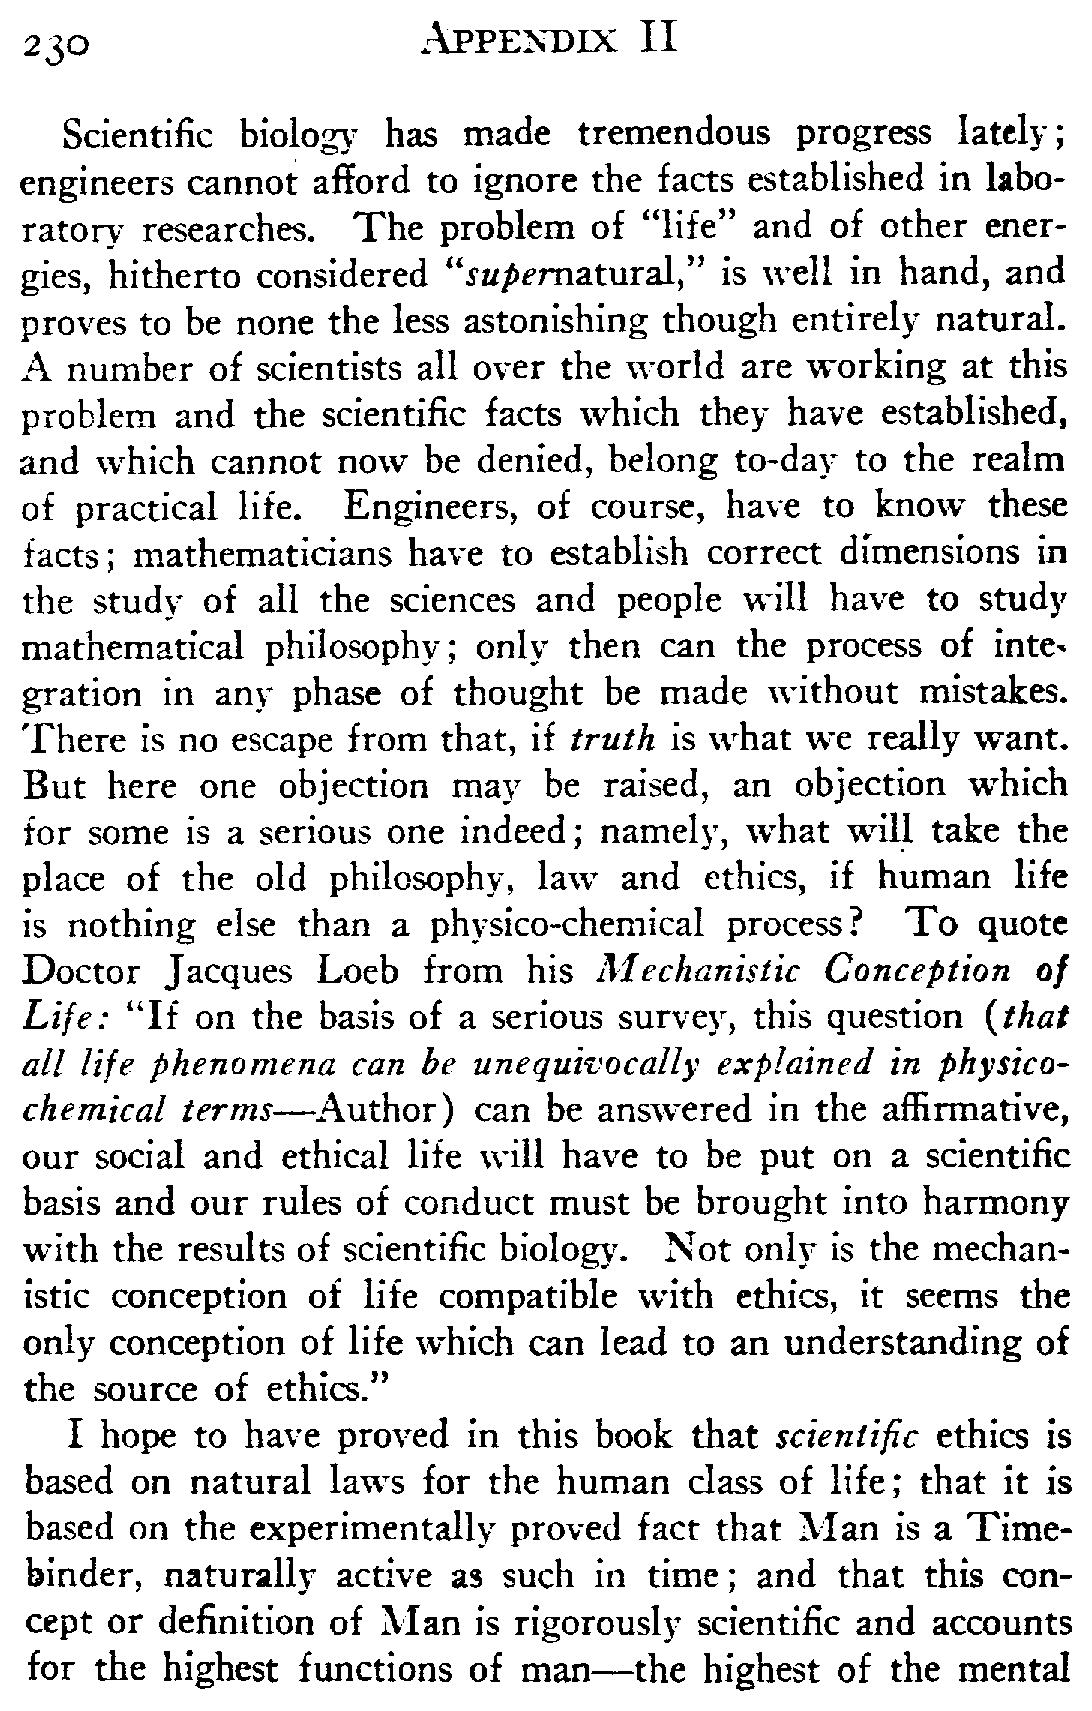 230 APPENDIX II
Scientific biology has made tremendous progress lately;
engineers cannot afford to ignore the facts established in labo-
ratory researches. The problem of “life” and of other ener-
gies, hitherto considered “supernatural,” is well in hand, and
proves to be none the less astonishing though entirely natural.
A number of scientists all over the world are working at this
problem and the scientific facts which they have established,
and which cannot now be denied, belong to-day to the realm
of practical life. Engineers, of course, have to know these
facts; mathematicians have to establish correct dimensions in
the study of all the sciences and people will have to study
mathematical philosophy; only then can the process of inte-
gration in any phase of thought be made without mistakes.
There is no escape from that, if truth is what we really want.
But here one objection may be raised, an objection which
for some is a serious one indeed; namely, what will take the
place of the old philosophy, law and ethics, if human life
is nothing else than a physico-chemical process? To quote
Doctor Jacques Loeb from his Mechanistic Conception of
Life: “If on the basis of a serious survey, this question (that
all life phenomena can be unequivocally explained in physico-
chemical terms—Author) can be answered in the affirmative,
our social and ethical life will have to be put on a scientific
basis and our rules of conduct must be brought into harmony
with the results of scientific biology. Not only is the mechan-
istic conception of life compatible with ethics, it seems the
only conception of life which can lead to an understanding of
the source of ethics.”
I hope to have proved in this book that scientific ethics is
based on natural laws for the human class of life; that it is
based on the experimentally proved fact that Man is a Time-
binder, naturally active as such in time; and that this con-
cept or definition of Man is rigorously scientific and accounts
for the highest functions of man—the highest of the mental